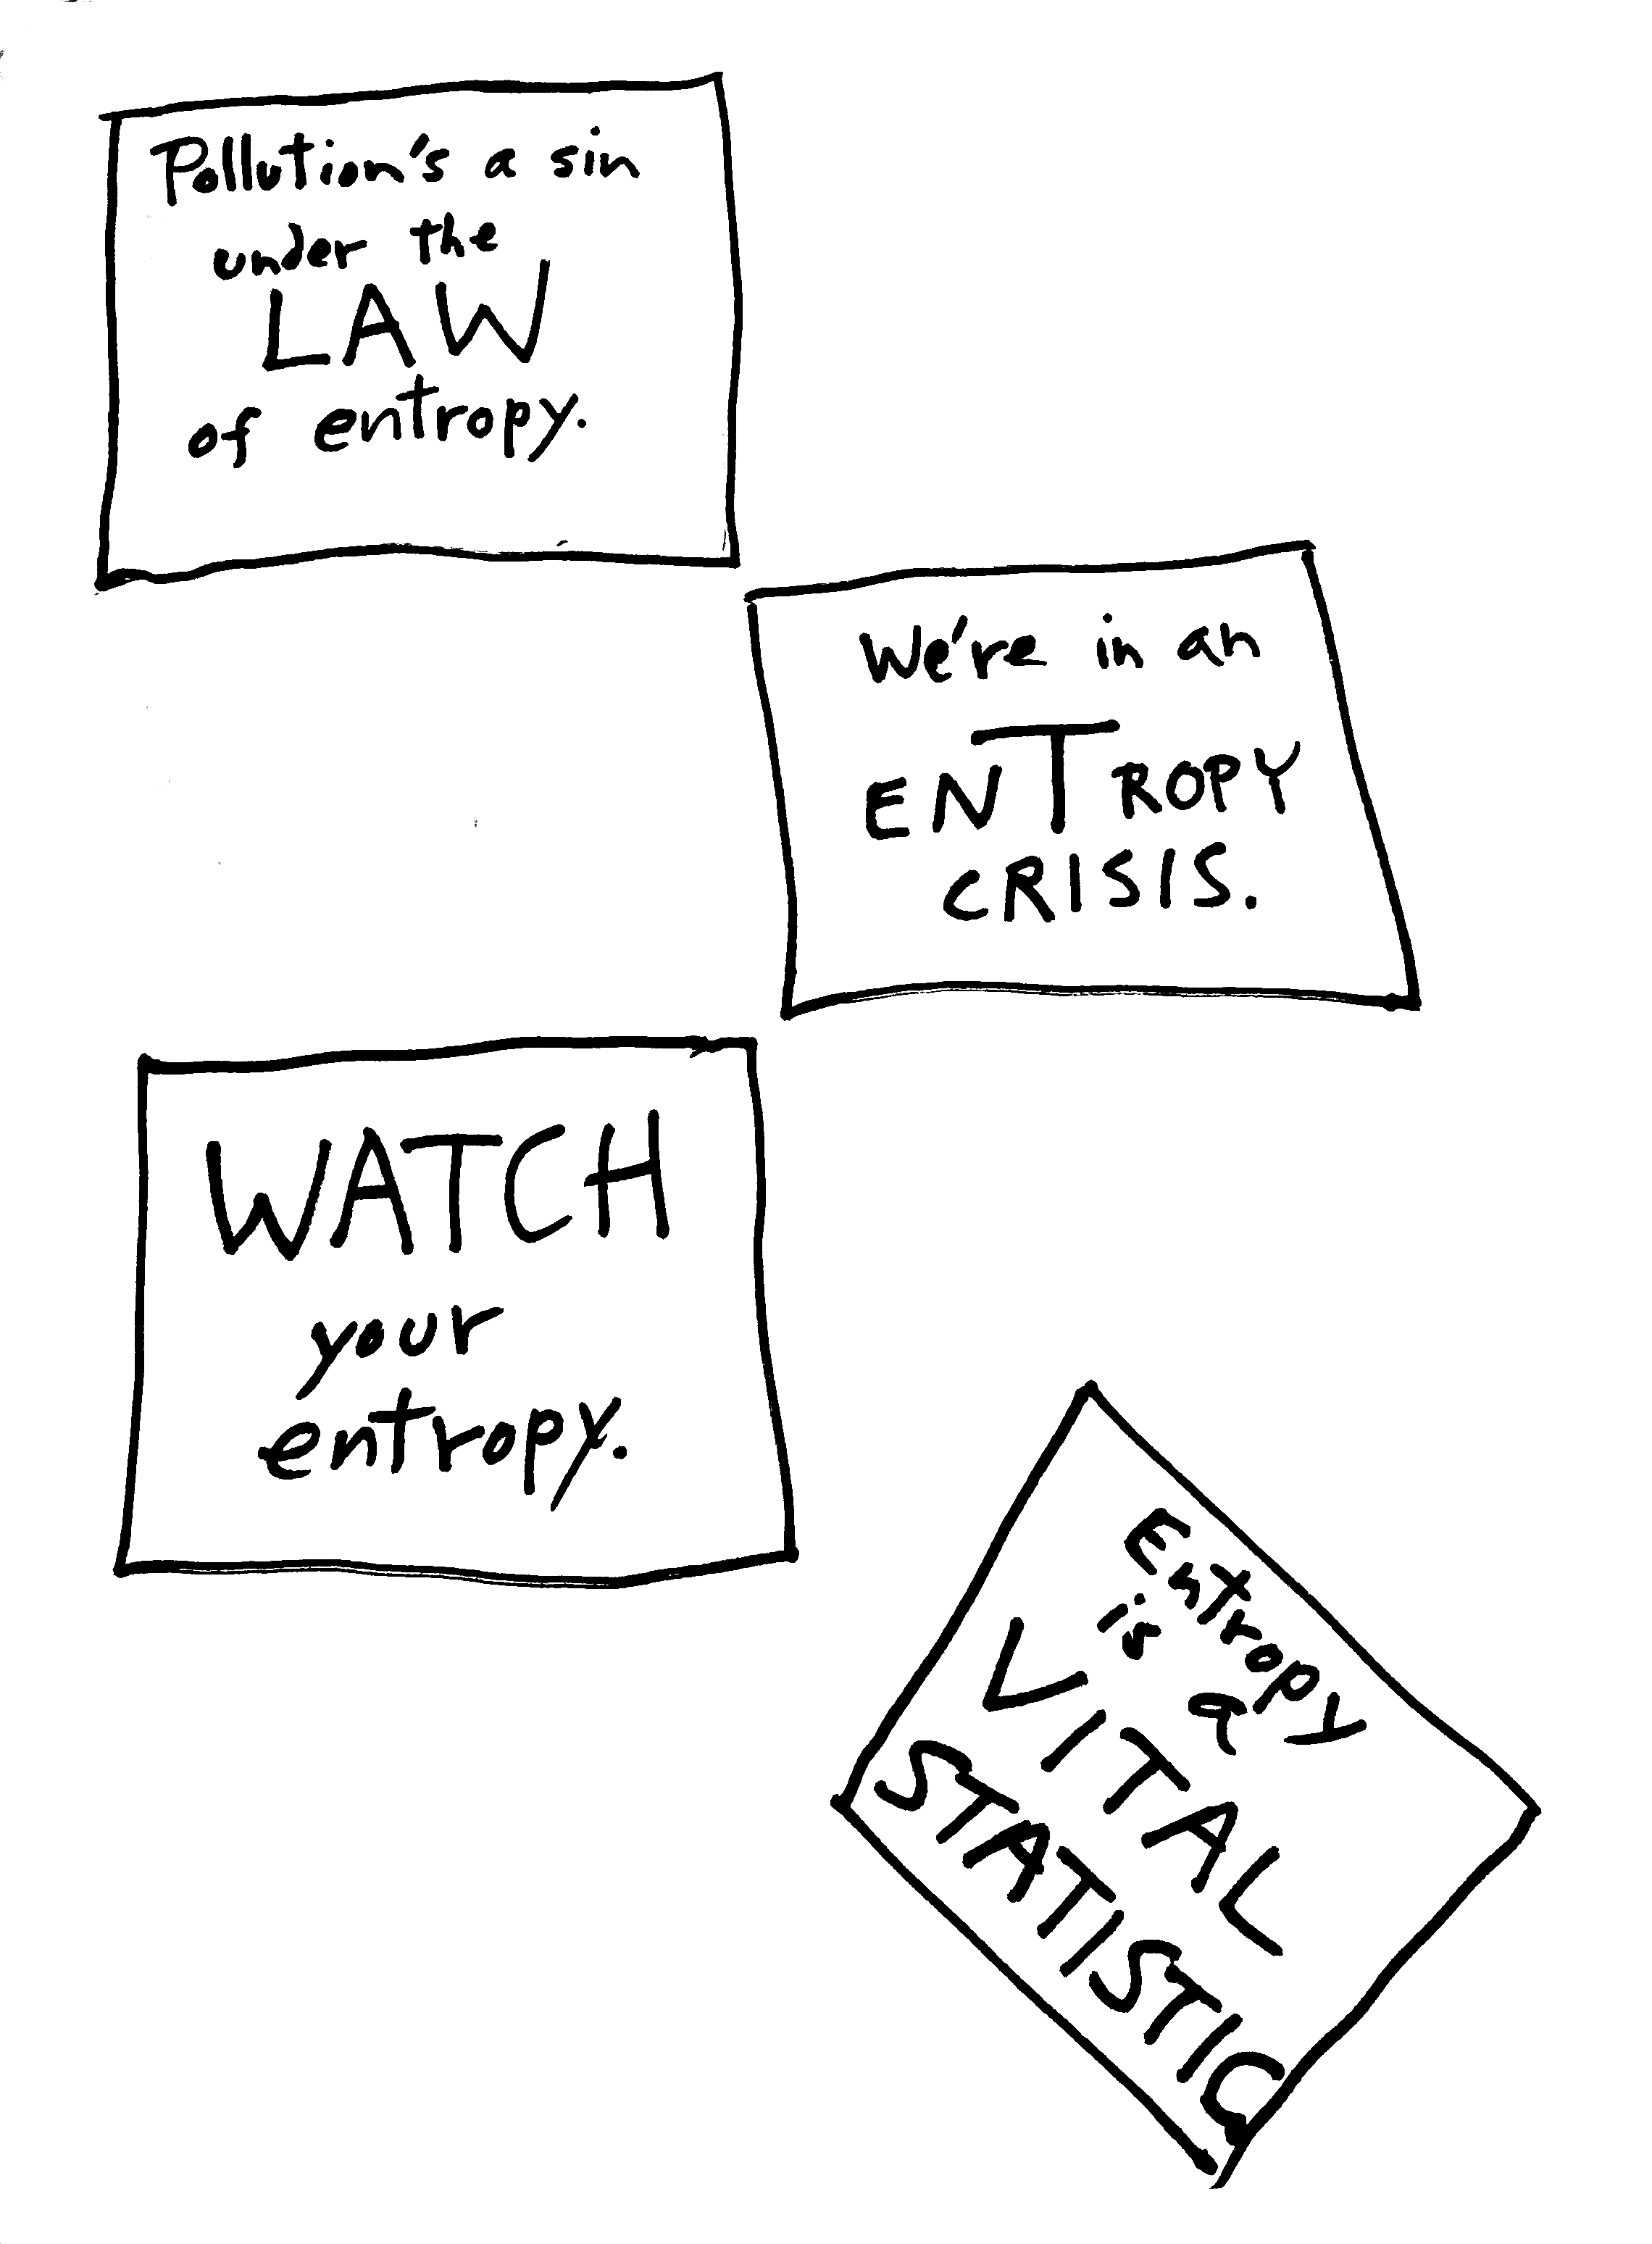 Pollution's a sin
under the
LAW
of entropy.
We're in an
ENTROPY
CRISIS.
WATCH
your
entropy.
Entropy
is a
VITAL
STATISTIC